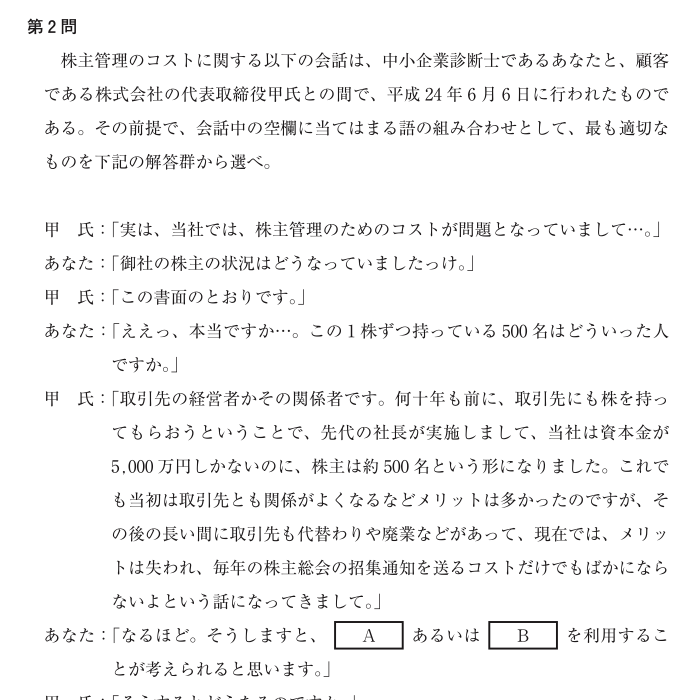 第2問
株主管理のコストに関する以下の会話は、中小企業診断士であるあなたと、顧客
である株式会社の代表取締役甲氏との間で、平成 24 年 6 月 6 日に行われたもので
ある。その前提で、会話中の空欄に当てはまる語の組み合わせとして、最も適切な
ものを下記の解答群から選べ。
甲　氏：「実は、当社では、株主管理のためのコストが問題となっていまして…。」
あなた：「御社の株主の状況はどうなっていましたっけ。」
甲　氏：「この書面のとおりです。」
あなた：「ええっ、本当ですか…。この 1 株ずつ持っている 500 名はどういった人
ですか。」
甲　氏：「取引先の経営者かその関係者です。何十年も前に、取引先にも株を持っ
てもらおうということで、先代の社長が実施しまして、当社は資本金が
5,000 万円しかないのに、株主は約 500 名という形になりました。これで
も当初は取引先とも関係がよくなるなどメリットは多かったのですが、そ
の後の長い間に取引先も代替わりや廃業などがあって、現在では、メリッ
トは失われ、毎年の株主総会の招集通知を送るコストだけでもばかになら
ないよという話になってきまして。」
あなた：「なるほど。そうしますと、 A あるいは B を利用するこ
とが考えられると思います。」